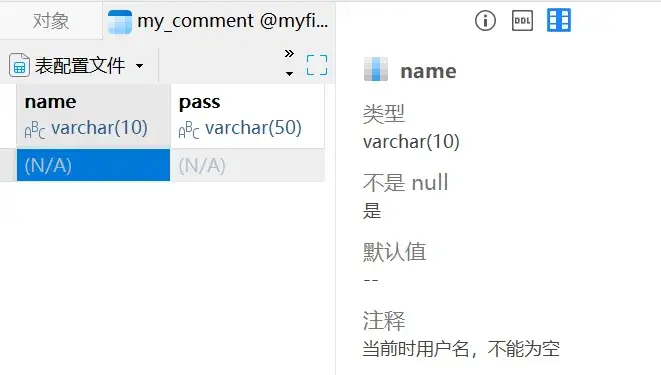 对象
my_comment @myfi...
表配置文件
name
pass
ABC varchar(10)
ABC varchar(50)
(N/A)
(N/A)
DDL
name
类型
varchar(10)
不是 null
是
默认值
--
注释
当前时用户名，不能为空